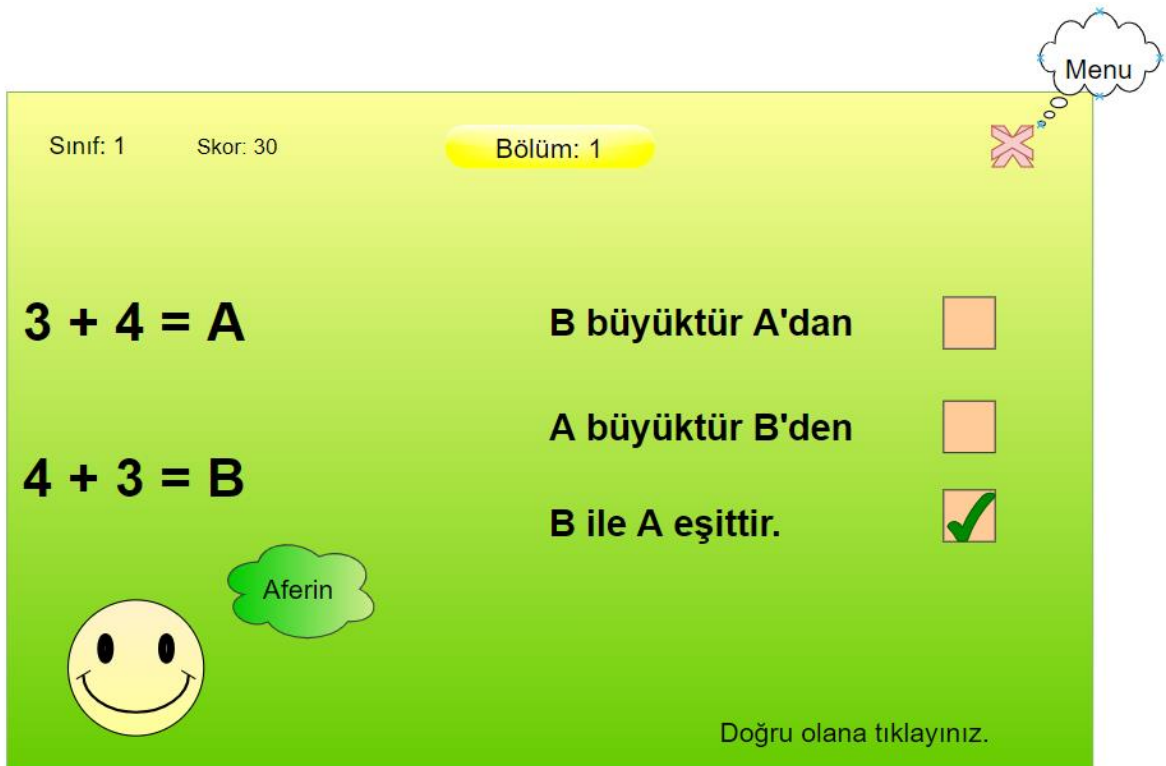 Menu
Sınıf: 1
Skor: 30
Bölüm: 1
3 + 4 = A
4 + 3 = B
B büyüktür A'dan
A büyüktür B'den
B ile A eşittir.
Aferin
Doğru olana tıklayınız.